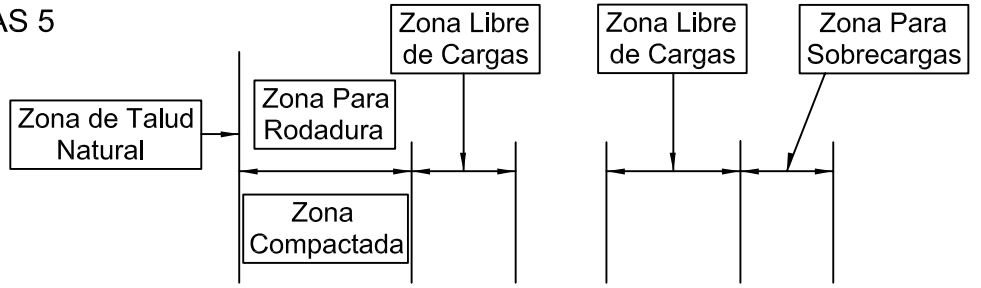 AS 5
Zona Libre
de Cargas
Zona Libre
de Cargas
Zona Para
Sobrecargas
Zona de Talud
Natural
Zona Para
Rodadura
Zona
Compactada